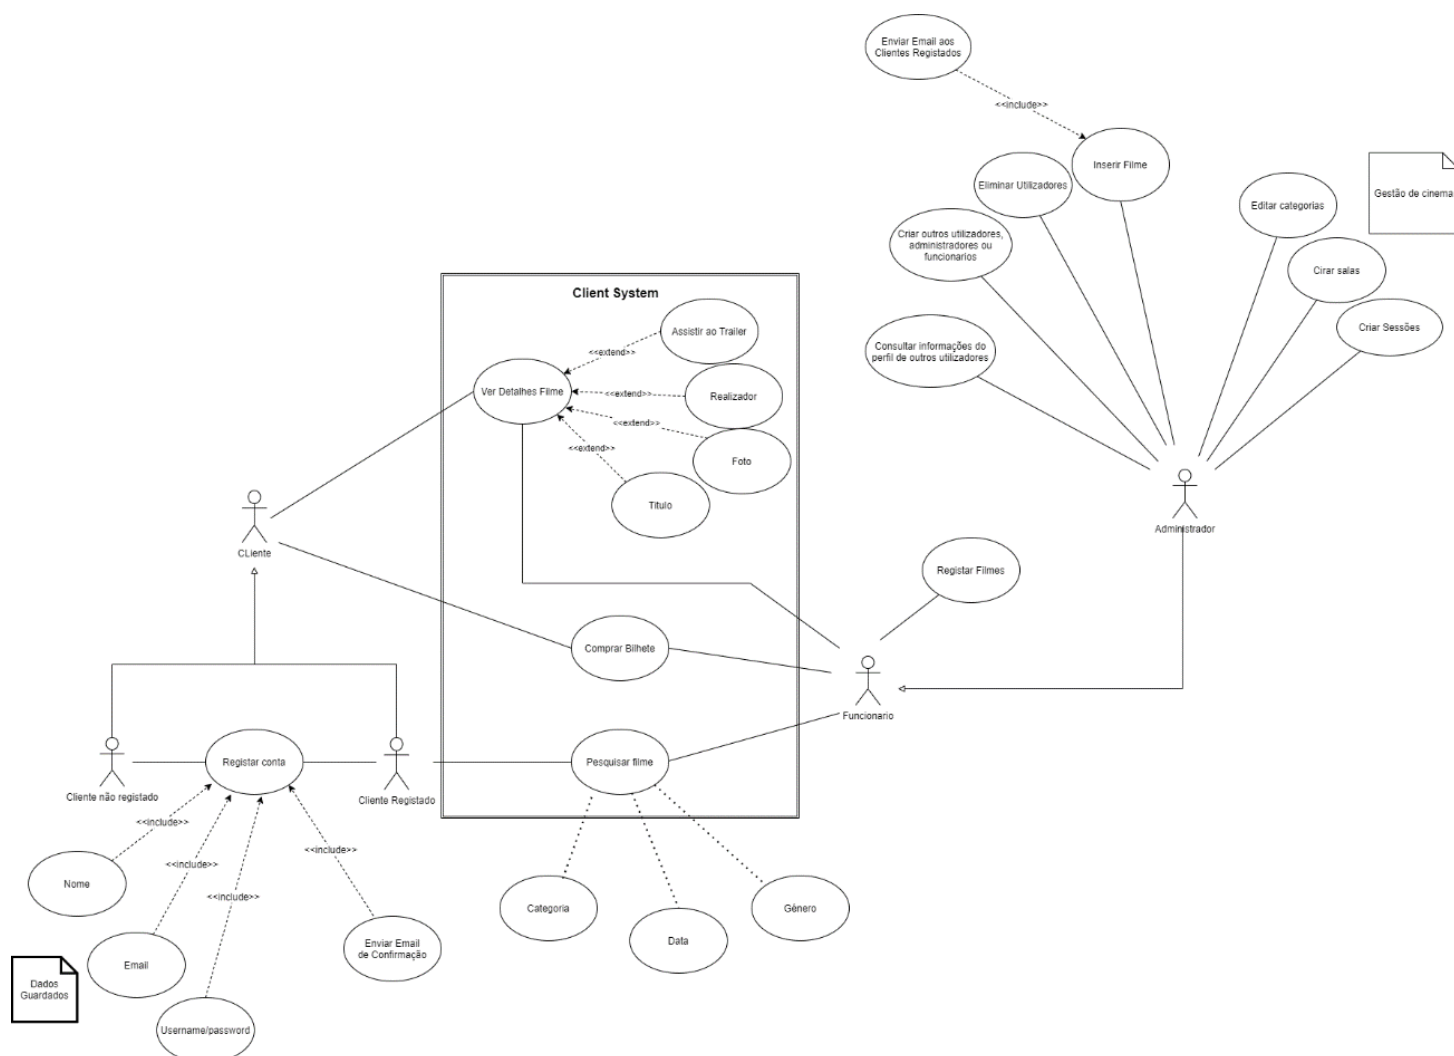 Enviar Email aos
Clientes Registados
<<include>>
Inserir Filme
Eliminar Utilizadores
Editar categorias
Gestão de cinema
Criar outros utilizadores,
administradores ou
funcionarios
Cirar salas
Criar Sessões
Consultar informações do
perfil de outros utilizadores
Client System
Assistir ao Trailer
<<extend>>
Ver Detalhes Filme
<<extend>>
Realizador
<<extend>>
Foto
<<extend>>
Titulo
CLiente
Administrador
Registar Filmes
Comprar Bilhete
Funcionario
Cliente não registado
Registar conta
Cliente Registado
Pesquisar filme
<<include>>
<<include>>
<<include>>
<<include>>
Nome
Email
Username/password
Enviar Email
de Confirmação
Categoria
Data
Género
Dados
Guardados